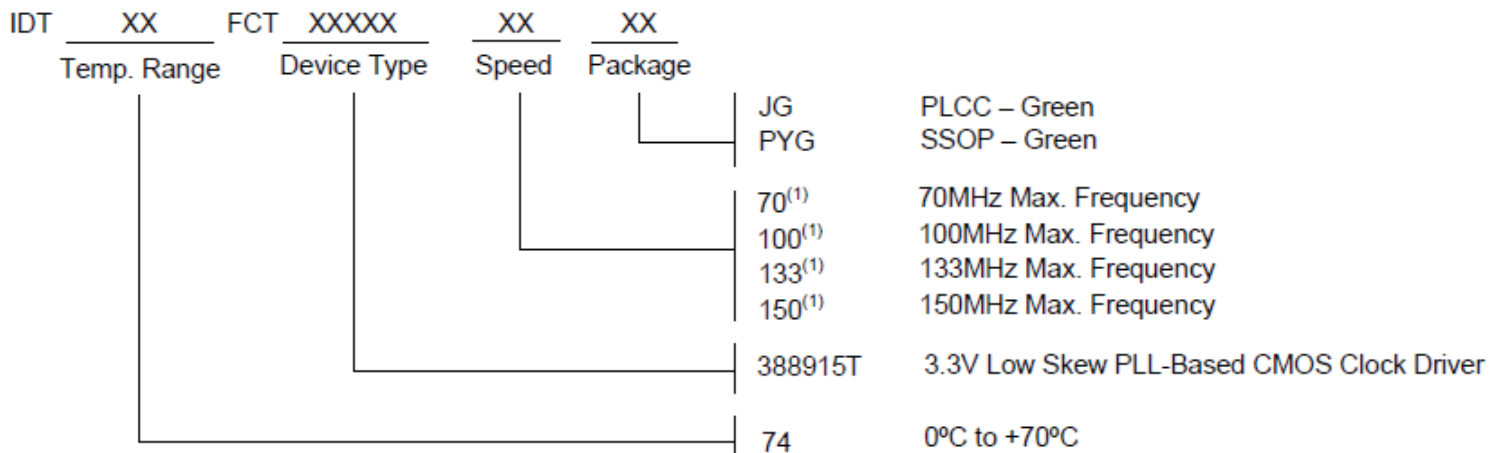 IDT XX FCT XXXXX XX XX
Temp. Range Device Type Speed Package
JG PLCC – Green
PYG SSOP – Green
70(1) 70MHz Max. Frequency
100(1) 100MHz Max. Frequency
133(1) 133MHz Max. Frequency
150(1) 150MHz Max. Frequency
388915T 3.3V Low Skew PLL-Based CMOS Clock Driver
74 0ºC to +70ºC